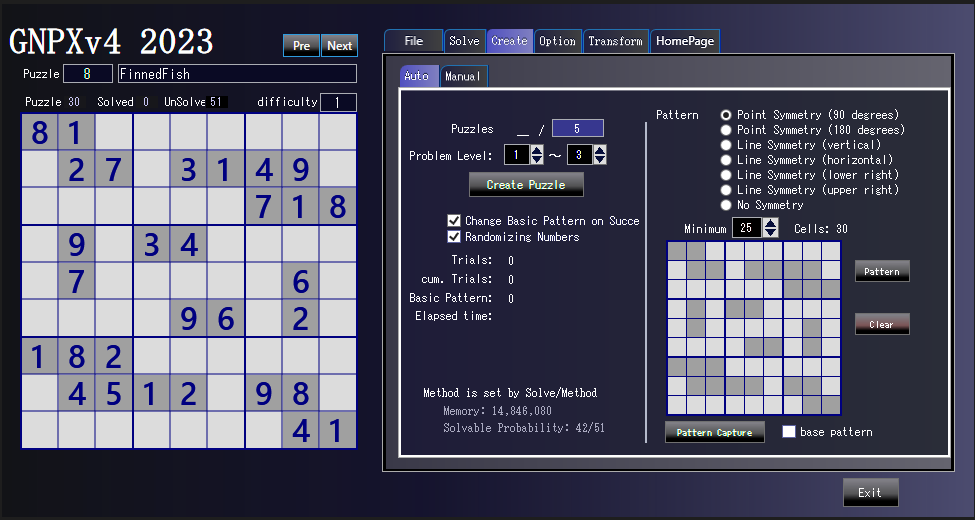 GNPXv4 2023
Pre Next
Puzzle 8 FinnedFish
Puzzle 30 Solved 0 UnSolve 51 difficulty 1
8 1
2 7 3 1 4 9
7 1 8
9 3 4
7 6
9 6 2
1 8 2
4 5 1 2 9 8
4 1
File Solve Create Option Transform HomePage
Auto Manual
Puzzles __ / 5
Problem Level: 1 ～ 3
Create Puzzle
Change Basic Pattern on Succe
Randomizing Numbers
Trials: 0
cum. Trials: 0
Basic Pattern: 0
Elapsed time:
Method is set by Solve/Method
Memory: 14,846,080
Solvable Probability: 42/51
Pattern Point Symmetry (90 degrees)
Point Symmetry (180 degrees)
Line Symmetry (vertical)
Line Symmetry (horizontal)
Line Symmetry (lower right)
Line Symmetry (upper right)
No Symmetry
Minimum 25 Cells: 30
Pattern
Clear
Pattern Capture base pattern
Exit